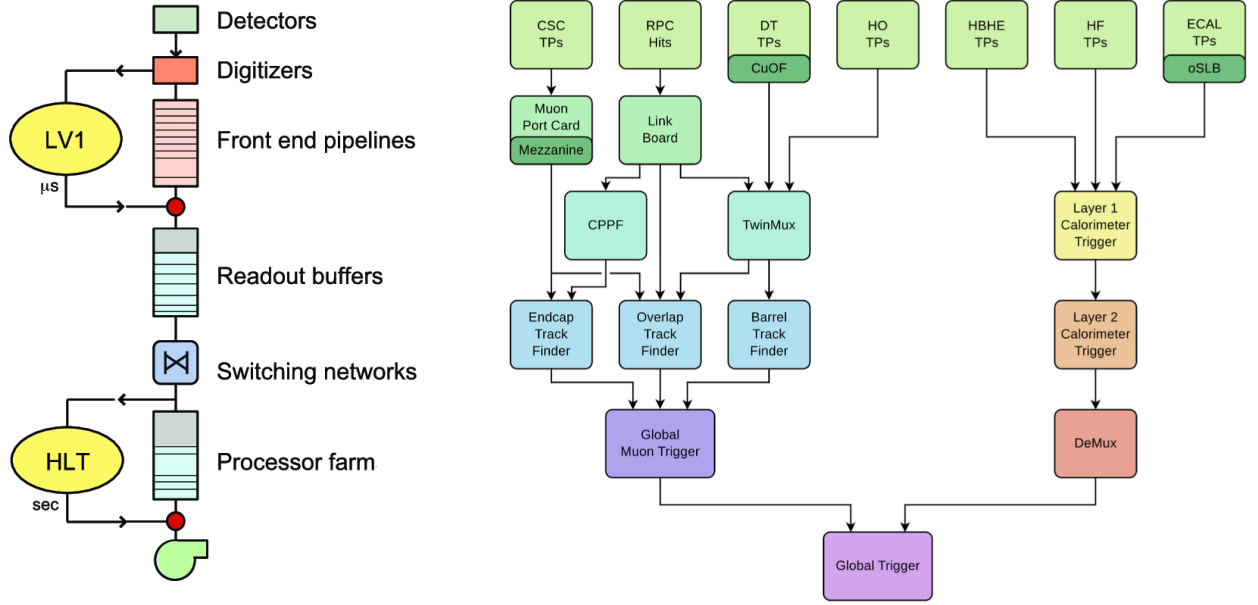 Detectors
Digitizers
LV1
μs
Front end pipelines
Readout buffers
Switching networks
HLT
sec
Processor farm
CSC
TPs
RPC
Hits
DT
TPs
CuOF
HO
TPs
HBHE
TPs
HF
TPs
ECAL
TPs
oSLB
Muon
Port Card
Mezzanine
Link
Board
CPPF
TwinMux
Layer 1
Calorimeter
Trigger
Endcap
Track
Finder
Overlap
Track
Finder
Barrel
Track
Finder
Layer 2
Calorimeter
Trigger
Global
Muon Trigger
DeMux
Global Trigger